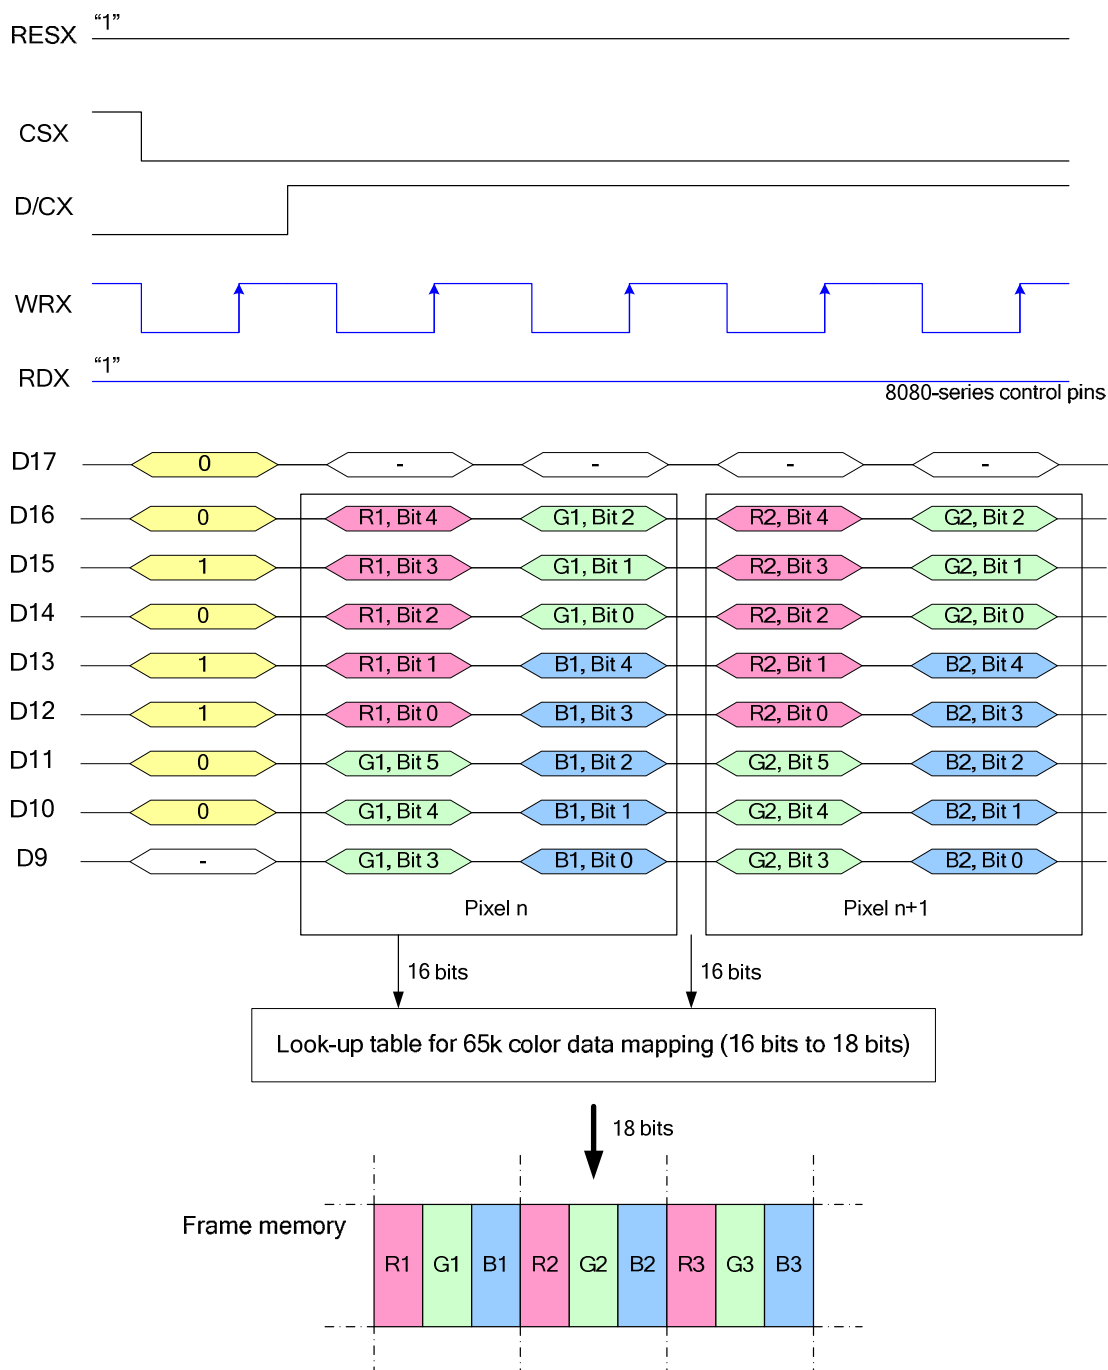 RESX “1”
CSX
D/CX
WRX
RDX “1”
8080-series control pins
D17 0 - - - -
D16 0 R1, Bit 4 G1, Bit 2 R2, Bit 4 G2, Bit 2
D15 1 R1, Bit 3 G1, Bit 1 R2, Bit 3 G2, Bit 1
D14 0 R1, Bit 2 G1, Bit 0 R2, Bit 2 G2, Bit 0
D13 1 R1, Bit 1 B1, Bit 4 R2, Bit 1 B2, Bit 4
D12 1 R1, Bit 0 B1, Bit 3 R2, Bit 0 B2, Bit 3
D11 0 G1, Bit 5 B1, Bit 2 G2, Bit 5 B2, Bit 2
D10 0 G1, Bit 4 B1, Bit 1 G2, Bit 4 B2, Bit 1
D9 - G1, Bit 3 B1, Bit 0 G2, Bit 3 B2, Bit 0
Pixel n Pixel n+1
16 bits 16 bits
Look-up table for 65k color data mapping (16 bits to 18 bits)
18 bits
Frame memory
R1 G1 B1 R2 G2 B2 R3 G3 B3